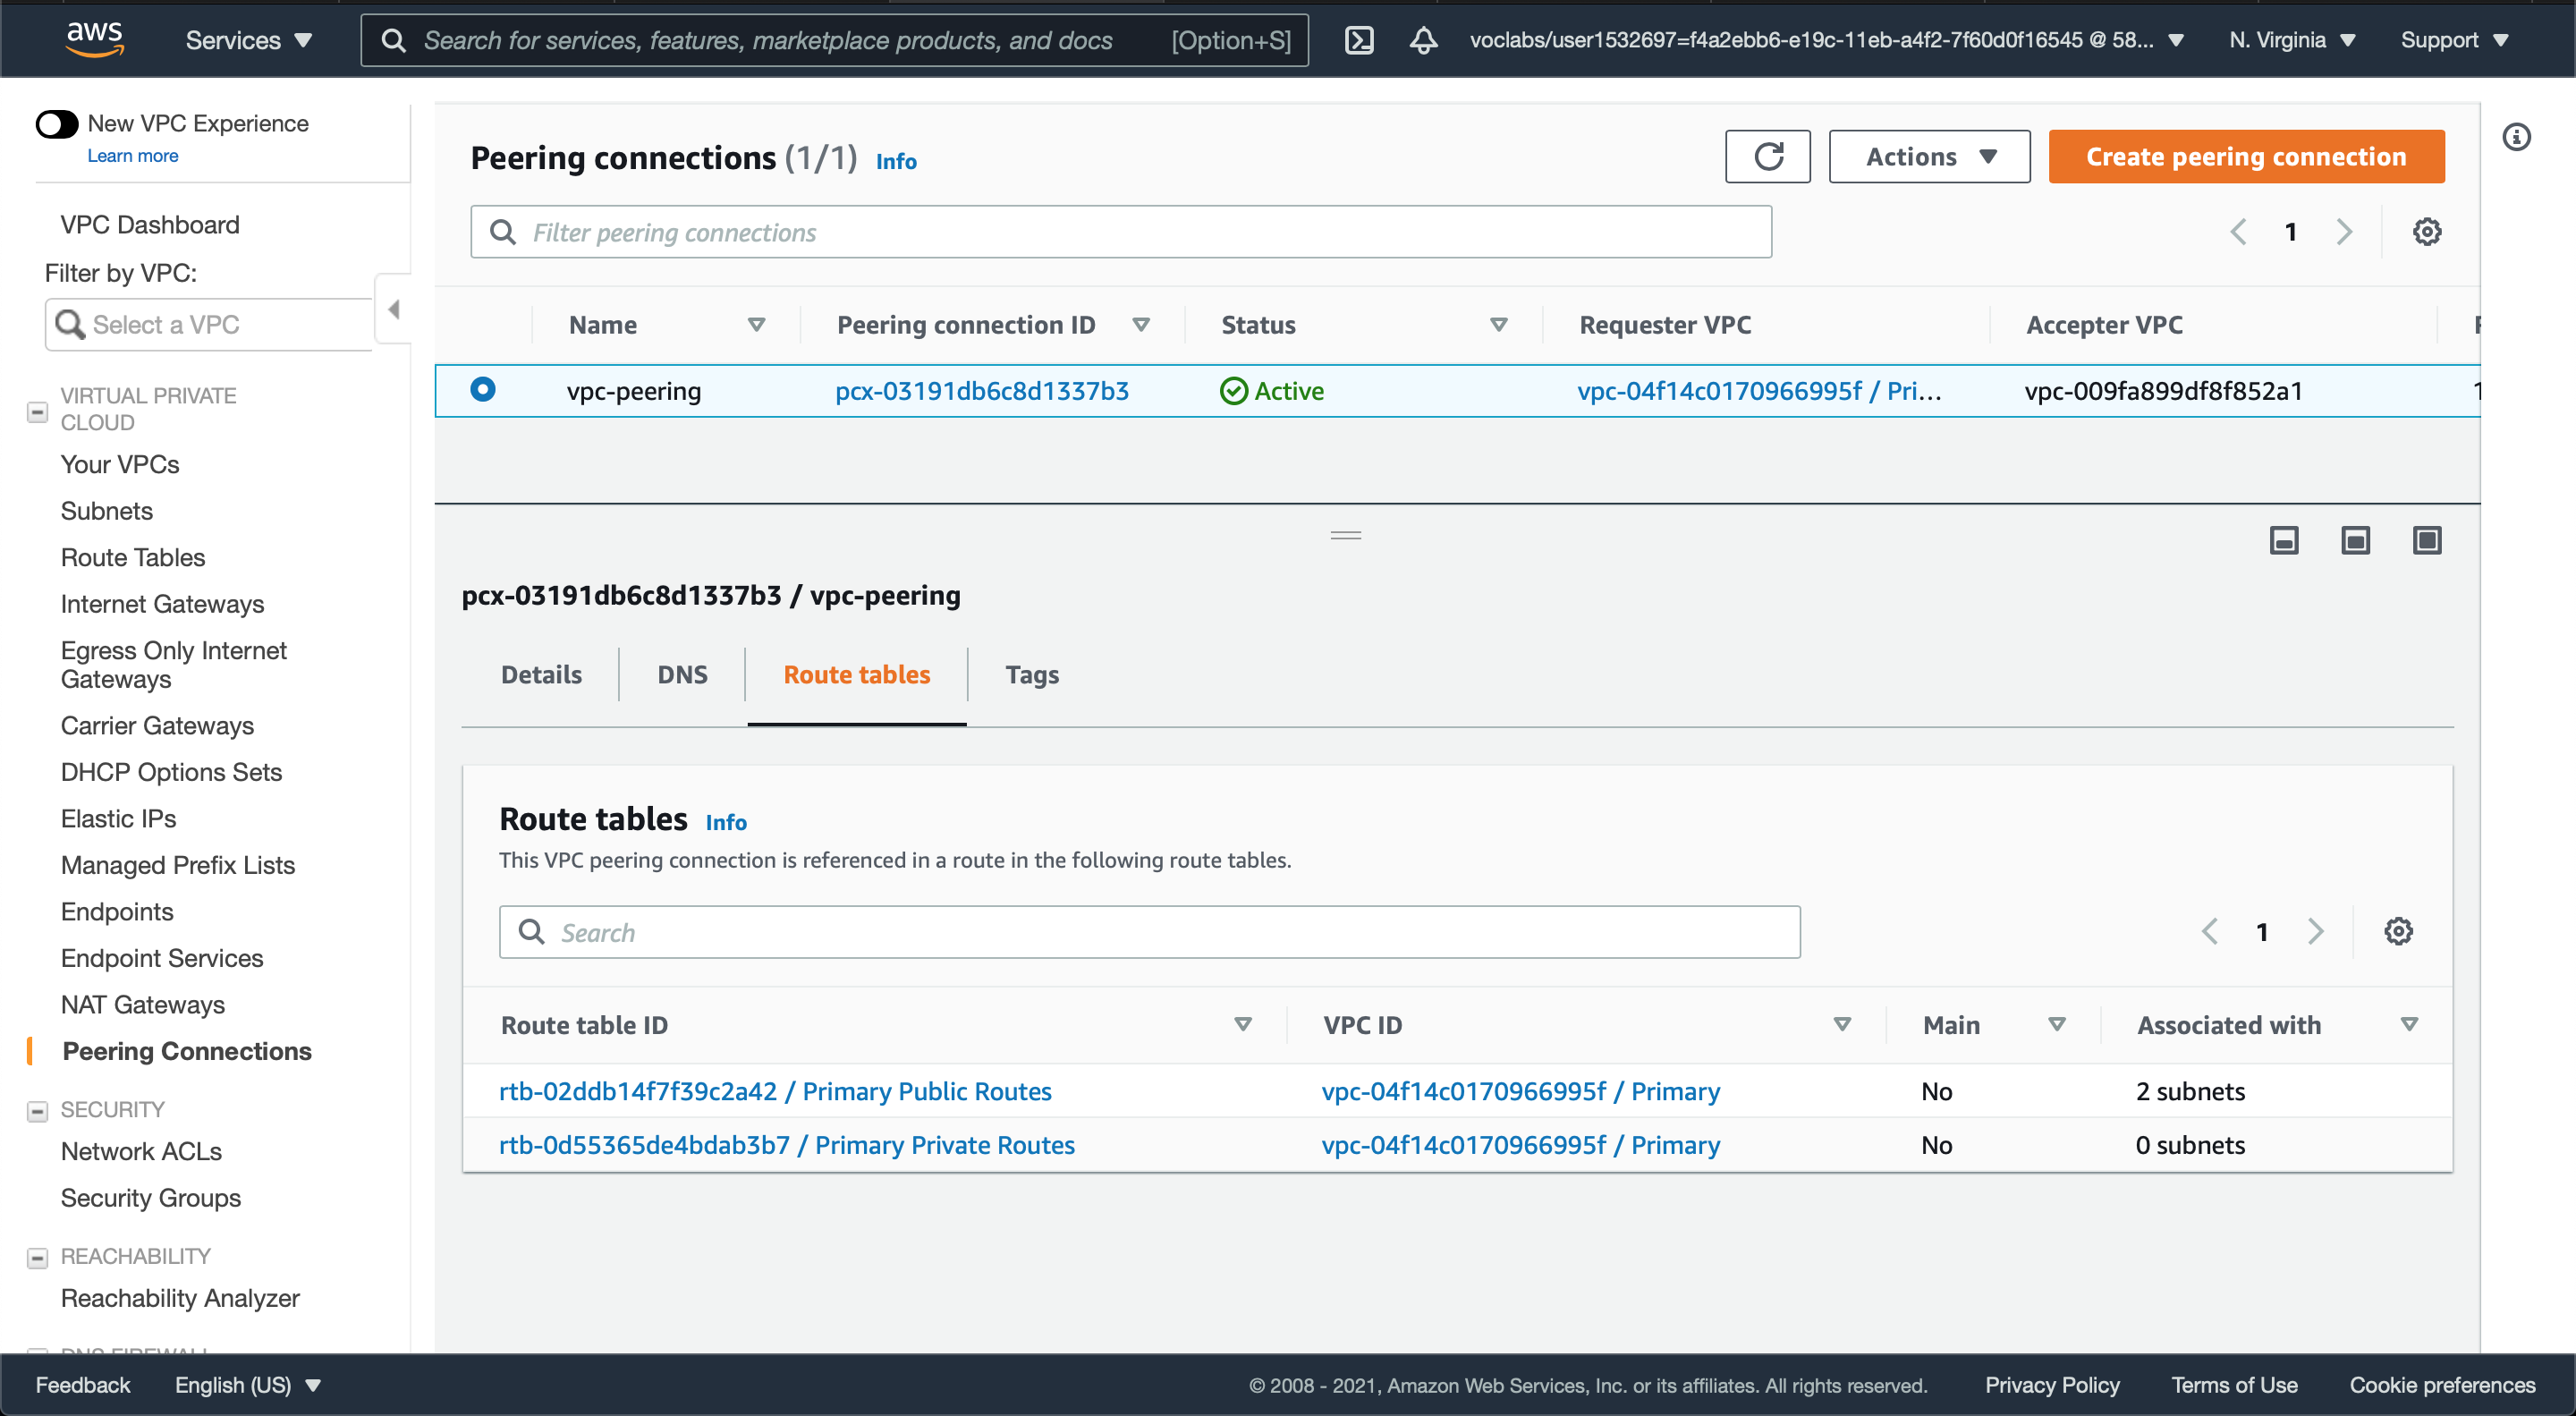 aws
Services
Search for services, features, marketplace products, and docs [Option+S]
voclabs/user1532697=f4a2ebb6-e19c-11eb-a4f2-7f60d0f16545 @ 58...
N. Virginia
Support
New VPC Experience
Learn more
VPC Dashboard
Filter by VPC:
Select a VPC
VIRTUAL PRIVATE
CLOUD
Your VPCs
Subnets
Route Tables
Internet Gateways
Egress Only Internet
Gateways
Carrier Gateways
DHCP Options Sets
Elastic IPs
Managed Prefix Lists
Endpoints
Endpoint Services
NAT Gateways
Peering Connections
SECURITY
Network ACLs
Security Groups
REACHABILITY
Reachability Analyzer
DNS FIREWALL
Peering connections (1/1) Info
Actions
Create peering connection
Filter peering connections
1
Name Peering connection ID Status Requester VPC Accepter VPC
vpc-peering pcx-03191db6c8d1337b3 Active vpc-04f14c0170966995f / Pri... vpc-009fa899df8f852a1
pcx-03191db6c8d1337b3 / vpc-peering
Details DNS Route tables Tags
Route tables Info
This VPC peering connection is referenced in a route in the following route tables.
Search
1
Route table ID VPC ID Main Associated with
rtb-02ddb14f7f39c2a42 / Primary Public Routes vpc-04f14c0170966995f / Primary No 2 subnets
rtb-0d55365de4bdab3b7 / Primary Private Routes vpc-04f14c0170966995f / Primary No 0 subnets
Feedback
English (US)
© 2008 - 2021, Amazon Web Services, Inc. or its affiliates. All rights reserved.
Privacy Policy
Terms of Use
Cookie preferences